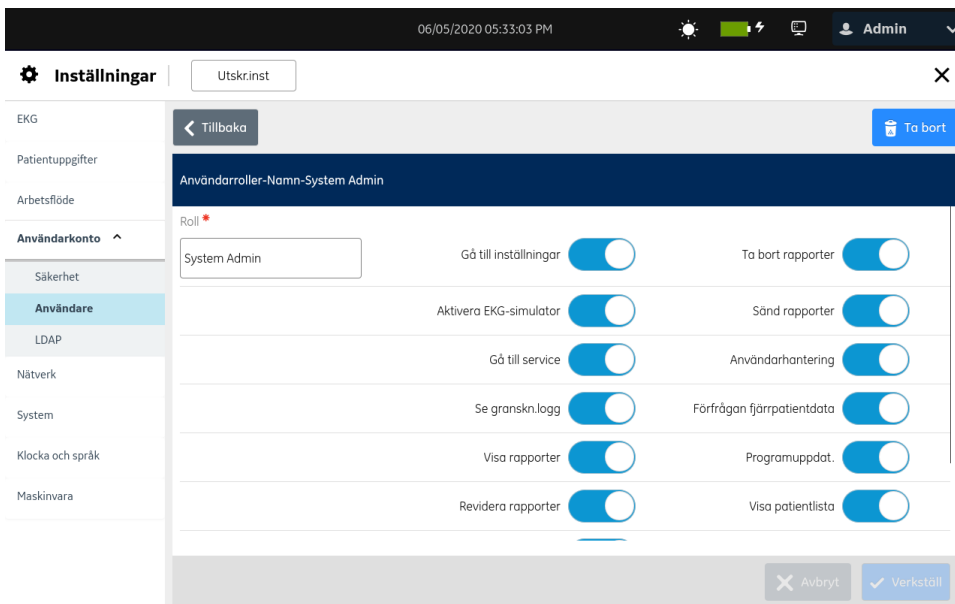 06/05/2020 05:33:03 PM
Admin
Inställningar
Utskr.inst
EKG
Patientuppgifter
Arbetsflöde
Användarkonto
Säkerhet
Användare
LDAP
Nätverk
System
Klocka och språk
Maskinvara
Tillbaka
Ta bort
Användarroller-Namn-System Admin
Roll *
System Admin
Gå till inställningar
Ta bort rapporter
Aktivera EKG-simulator
Sänd rapporter
Gå till service
Användarhantering
Se granskn.logg
Förfrågan fjärrpatientdata
Visa rapporter
Programuppdat.
Revidera rapporter
Visa patientlista
Avbryt
Verkställ